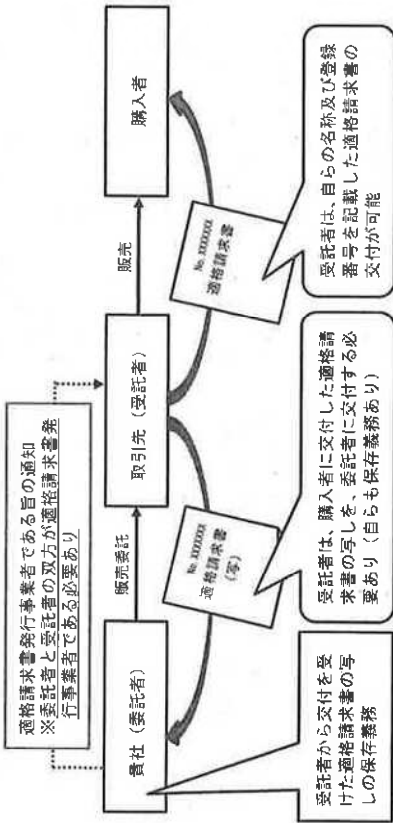 適格請求書発行事業者である旨の通知
※委託者と受託者の双方が適格請求書発
行事業者である必要あり
貴社（委託者）
販売委託
取引先（受託者）
販売
購入者
No.XXXXXXX
適格請求書
（写）
No.XXXXXXX
適格請求書
受託者から交付を受
けた適格請求書の写
しの保存義務
受託者は、購入者に交付した適格請
求書の写しを、委託者に交付する必
要あり（自らも保存義務あり）
受託者は、自らの名称及び登録
番号を記載した適格請求書の
交付が可能